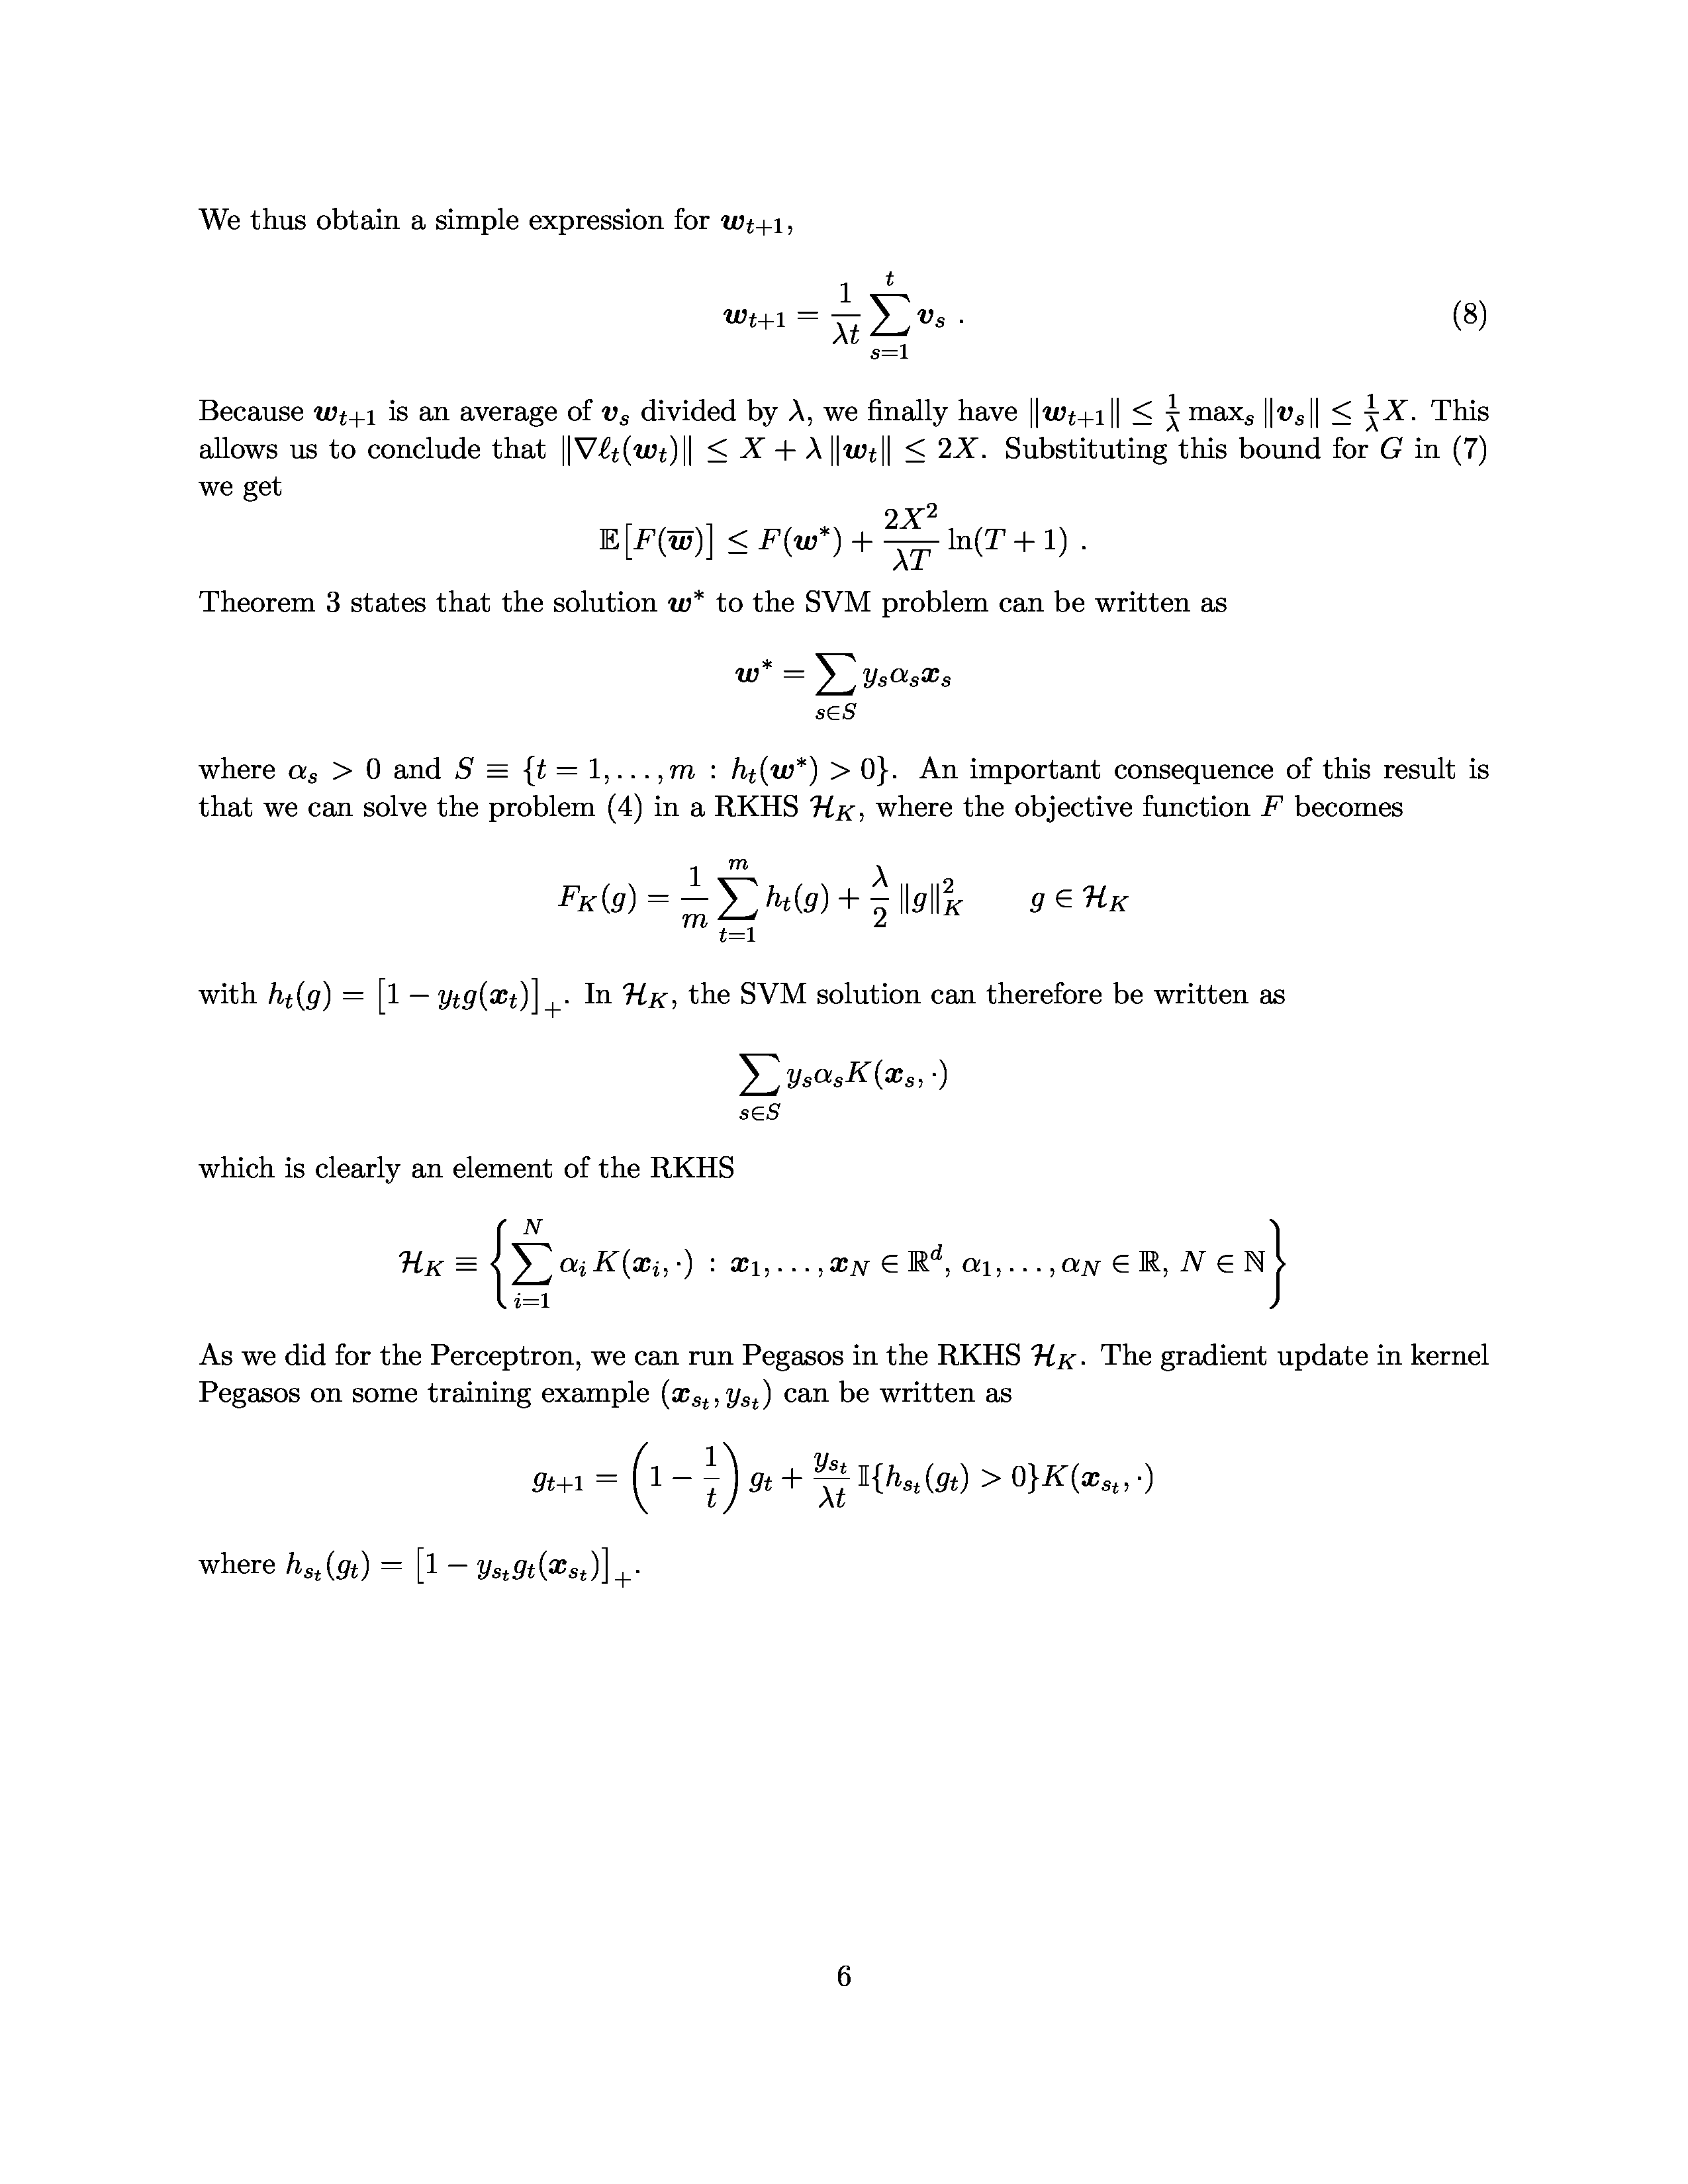 We thus obtain a simple expression for $\boldsymbol{w}_{t+1}$,
$$\boldsymbol{w}_{t+1} = \frac{1}{\lambda t} \sum_{s=1}^{t} \boldsymbol{v}_s \ . \qquad (8)$$
Because $\boldsymbol{w}_{t+1}$ is an average of $\boldsymbol{v}_s$ divided by $\lambda$, we finally have $\|\boldsymbol{w}_{t+1}\| \leq \frac{1}{\lambda} \max_s \|\boldsymbol{v}_s\| \leq \frac{1}{\lambda} X$. This
allows us to conclude that $\|\nabla \ell_t(\boldsymbol{w}_t)\| \leq X + \lambda \|\boldsymbol{w}_t\| \leq 2X$. Substituting this bound for $G$ in (7)
we get
$$\mathbb{E}\big[F(\overline{\boldsymbol{w}})\big] \leq F(\boldsymbol{w}^*) + \frac{2X^2}{\lambda T} \ln(T+1) \ .$$
Theorem 3 states that the solution $\boldsymbol{w}^*$ to the SVM problem can be written as
$$\boldsymbol{w}^* = \sum_{s \in S} y_s \alpha_s \boldsymbol{x}_s$$
where $\alpha_s > 0$ and $S \equiv \{t = 1, \ldots, m \ : \ h_t(\boldsymbol{w}^*) > 0\}$. An important consequence of this result is
that we can solve the problem (4) in a RKHS $\mathcal{H}_K$, where the objective function $F$ becomes
$$F_K(g) = \frac{1}{m} \sum_{t=1}^{m} h_t(g) + \frac{\lambda}{2} \|g\|_K^2 \qquad g \in \mathcal{H}_K$$
with $h_t(g) = \big[1 - y_t g(\boldsymbol{x}_t)\big]_+$. In $\mathcal{H}_K$, the SVM solution can therefore be written as
$$\sum_{s \in S} y_s \alpha_s K(\boldsymbol{x}_s, \cdot)$$
which is clearly an element of the RKHS
$$\mathcal{H}_K \equiv \left\{ \sum_{i=1}^{N} \alpha_i K(\boldsymbol{x}_i, \cdot) \ : \ \boldsymbol{x}_1, \ldots, \boldsymbol{x}_N \in \mathbb{R}^d, \ \alpha_1, \ldots, \alpha_N \in \mathbb{R}, \ N \in \mathbb{N} \right\}$$
As we did for the Perceptron, we can run Pegasos in the RKHS $\mathcal{H}_K$. The gradient update in kernel
Pegasos on some training example $(\boldsymbol{x}_{s_t}, y_{s_t})$ can be written as
$$g_{t+1} = \left(1 - \frac{1}{t}\right) g_t + \frac{y_{s_t}}{\lambda t} \mathbb{I}\{h_{s_t}(g_t) > 0\} K(\boldsymbol{x}_{s_t}, \cdot)$$
where $h_{s_t}(g_t) = \big[1 - y_{s_t} g_t(\boldsymbol{x}_{s_t})\big]_+$.
6